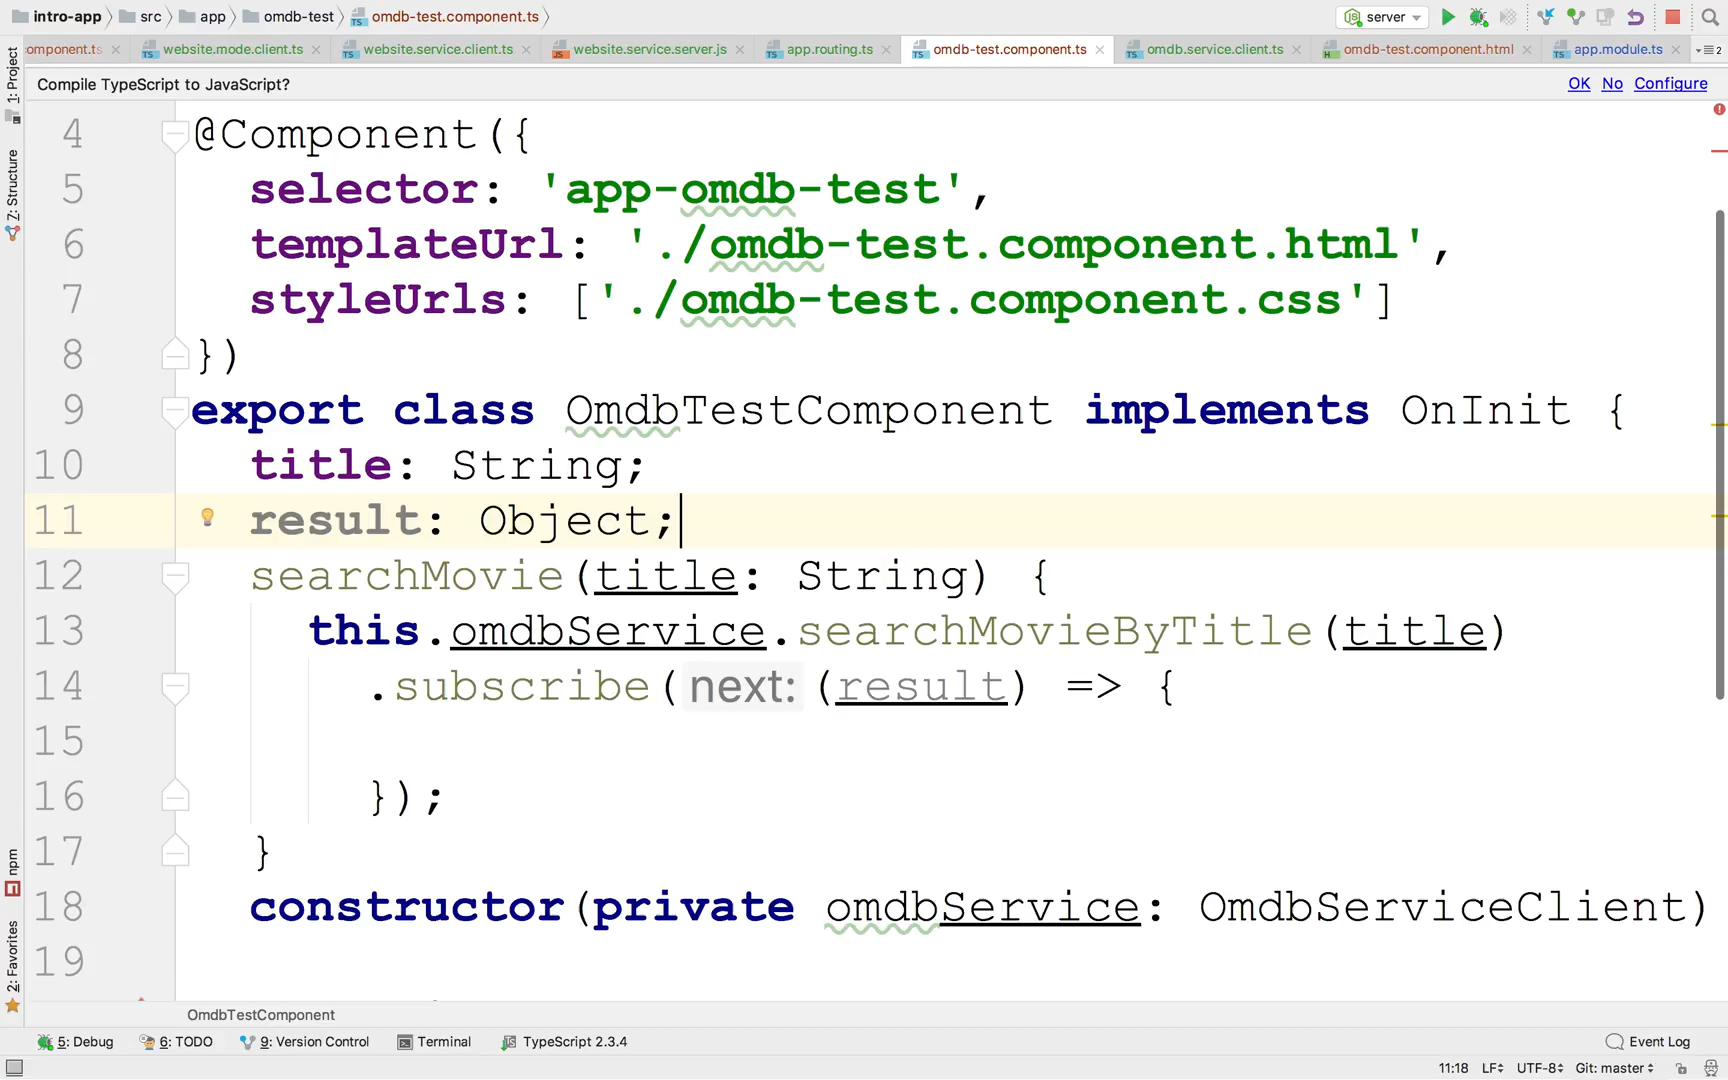 intro-app src app omdb-test omdb-test.component.ts server
omponent.ts website.mode.client.ts website.service.client.ts website.service.server.js app.routing.ts omdb-test.component.ts omdb.service.client.ts omdb-test.component.html app.module.ts 2
Compile TypeScript to JavaScript? OK No Configure
1: Project
Z: Structure
npm
2: Favorites
4 @Component({
5 selector: 'app-omdb-test',
6 templateUrl: './omdb-test.component.html',
7 styleUrls: ['./omdb-test.component.css']
8 })
9 export class OmdbTestComponent implements OnInit {
10 title: String;
11 result: Object;
12 searchMovie(title: String) {
13 this.omdbService.searchMovieByTitle(title)
14 .subscribe( next: (result) => {
15
16 });
17 }
18 constructor(private omdbService: OmdbServiceClient)
19
OmdbTestComponent
5: Debug 6: TODO 9: Version Control Terminal TypeScript 2.3.4 Event Log
11:18 LF UTF-8 Git: master